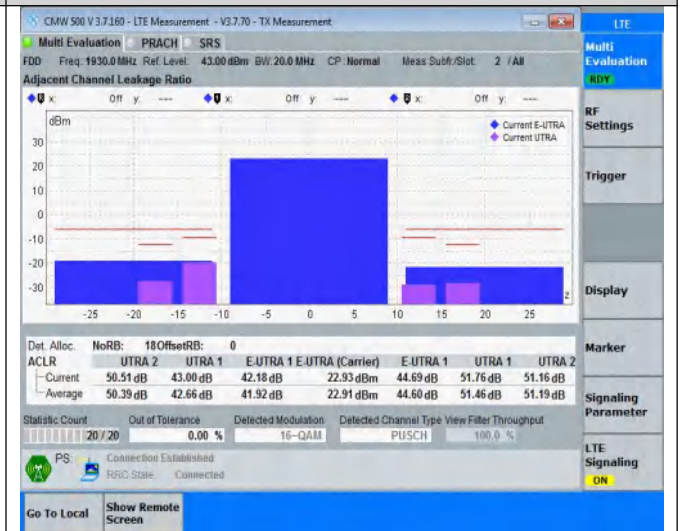 CMW 500 V 3.7.160 - LTE Measurement - V3.7.70 - TX Measurement
LTE
Multi Evaluation PRACH SRS
FDD Freq: 1930.0 MHz Ref. Level: 43.00 dBm BW: 20.0 MHz CP: Normal Meas Subfr./Slot: 2 / All
Adjacent Channel Leakage Ratio
x: Off y: --- x: Off y: --- x: Off y: ---
dBm
Current E-UTRA
Current UTRA
30
20
10
0
-10
-20
-30
-25 -20 -15 -10 -5 0 5 10 15 20 25
Det. Alloc. NoRB: 18 OffsetRB: 0
ACLR UTRA 2 UTRA 1 E-UTRA 1 E-UTRA (Carrier) E-UTRA 1 UTRA 1 UTRA 2
Current 50.51 dB 43.00 dB 42.18 dB 22.93 dBm 44.69 dB 51.76 dB 51.16 dB
Average 50.39 dB 42.66 dB 41.92 dB 22.91 dBm 44.60 dB 51.46 dB 51.19 dB
Statistic Count Out of Tolerance Detected Modulation Detected Channel Type View Filter Throughput
20 / 20 0.00 % 16-QAM PUSCH 100.0 %
PS: Connection Established
RRC State Connected
Multi Evaluation
RDY
RF Settings
Trigger
Display
Marker
Signaling Parameter
LTE Signaling
ON
Go To Local
Show Remote Screen